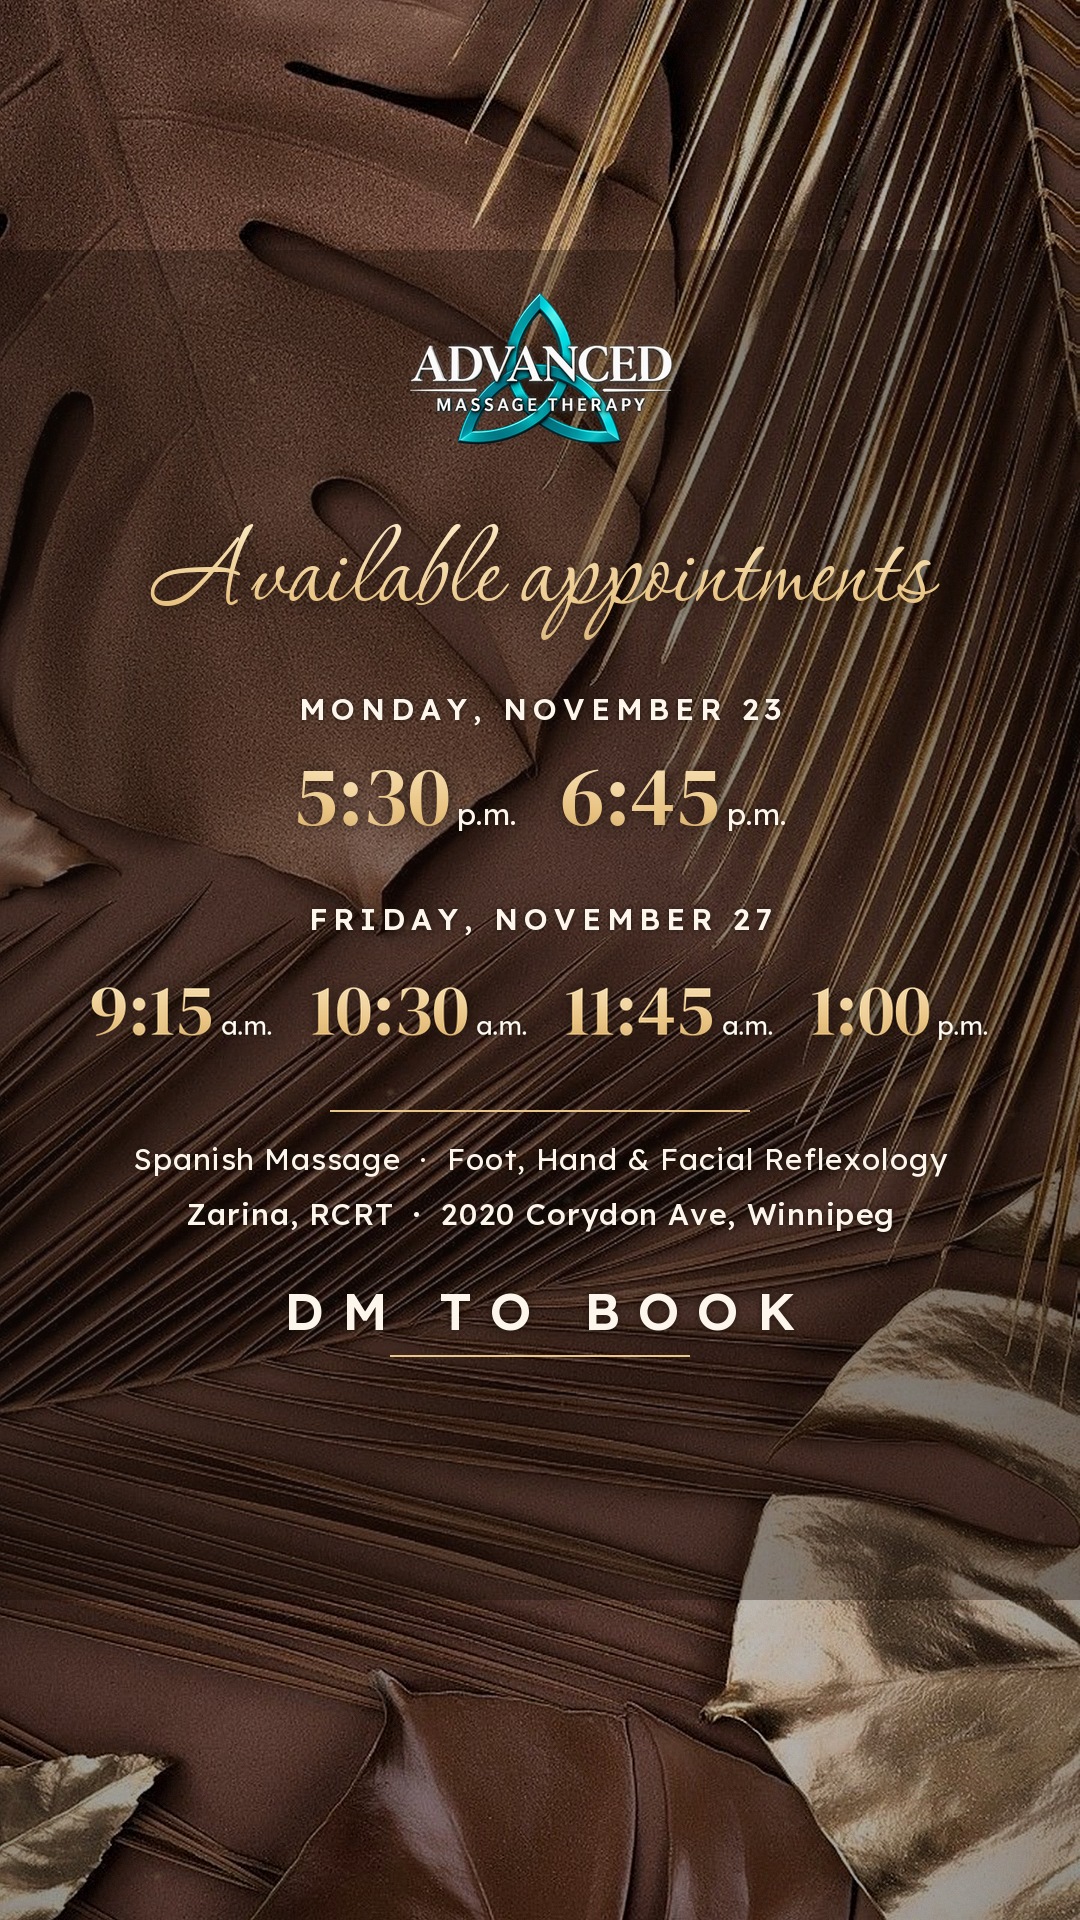 ADVANCED
MASSAGE THERAPY
Available appointments
MONDAY, NOVEMBER 23
5:30 p.m. 6:45 p.m.
FRIDAY, NOVEMBER 27
9:15 a.m. 10:30 a.m. 11:45 a.m. 1:00 p.m.
Spanish Massage · Foot, Hand & Facial Reflexology
Zarina, RCRT · 2020 Corydon Ave, Winnipeg
DM TO BOOK